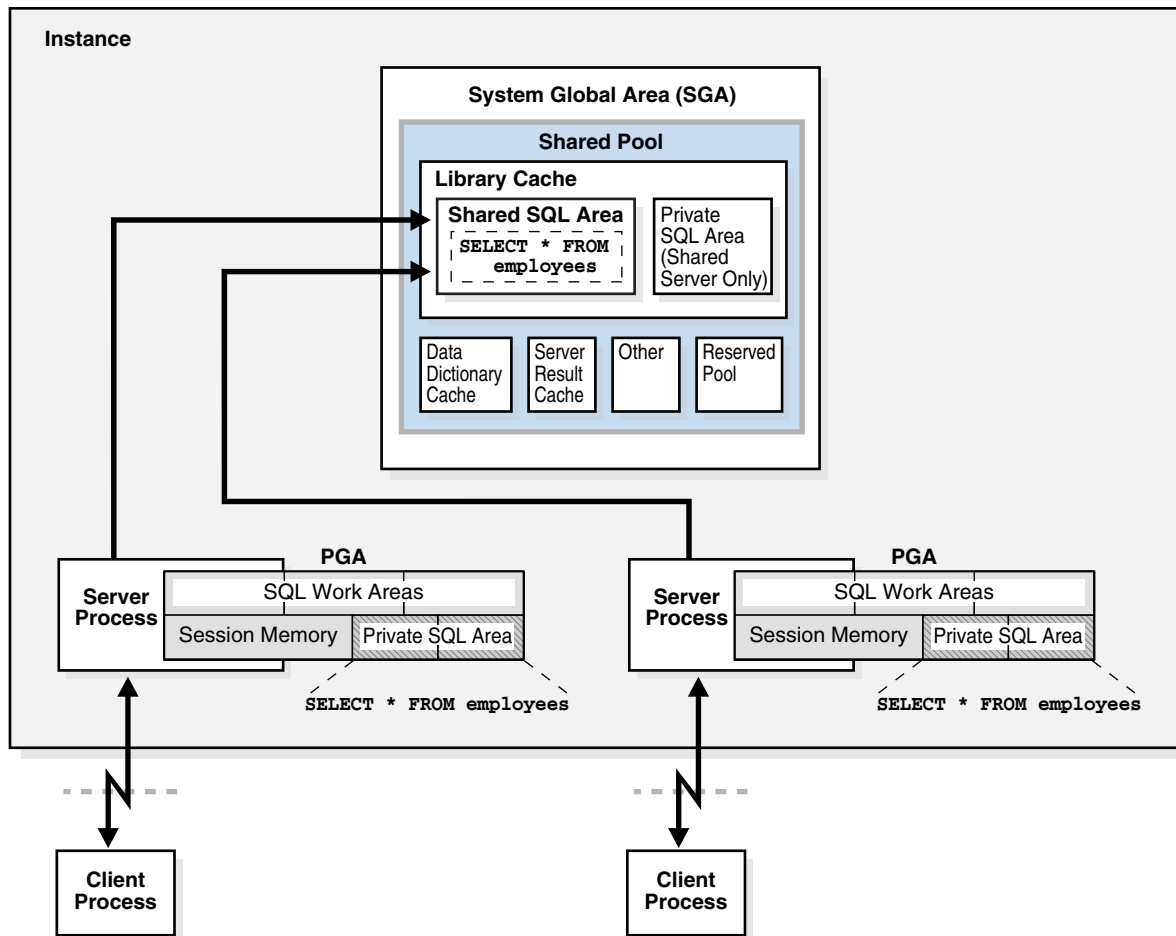 Instance
System Global Area (SGA)
Shared Pool
Library Cache
Shared SQL Area
SELECT * FROM
employees
Private
SQL Area
(Shared
Server Only)
Data
Dictionary
Cache
Server
Result
Cache
Other
Reserved
Pool
PGA
Server
Process
SQL Work Areas
Session Memory
Private SQL Area
SELECT * FROM employees
PGA
Server
Process
SQL Work Areas
Session Memory
Private SQL Area
SELECT * FROM employees
Client
Process
Client
Process